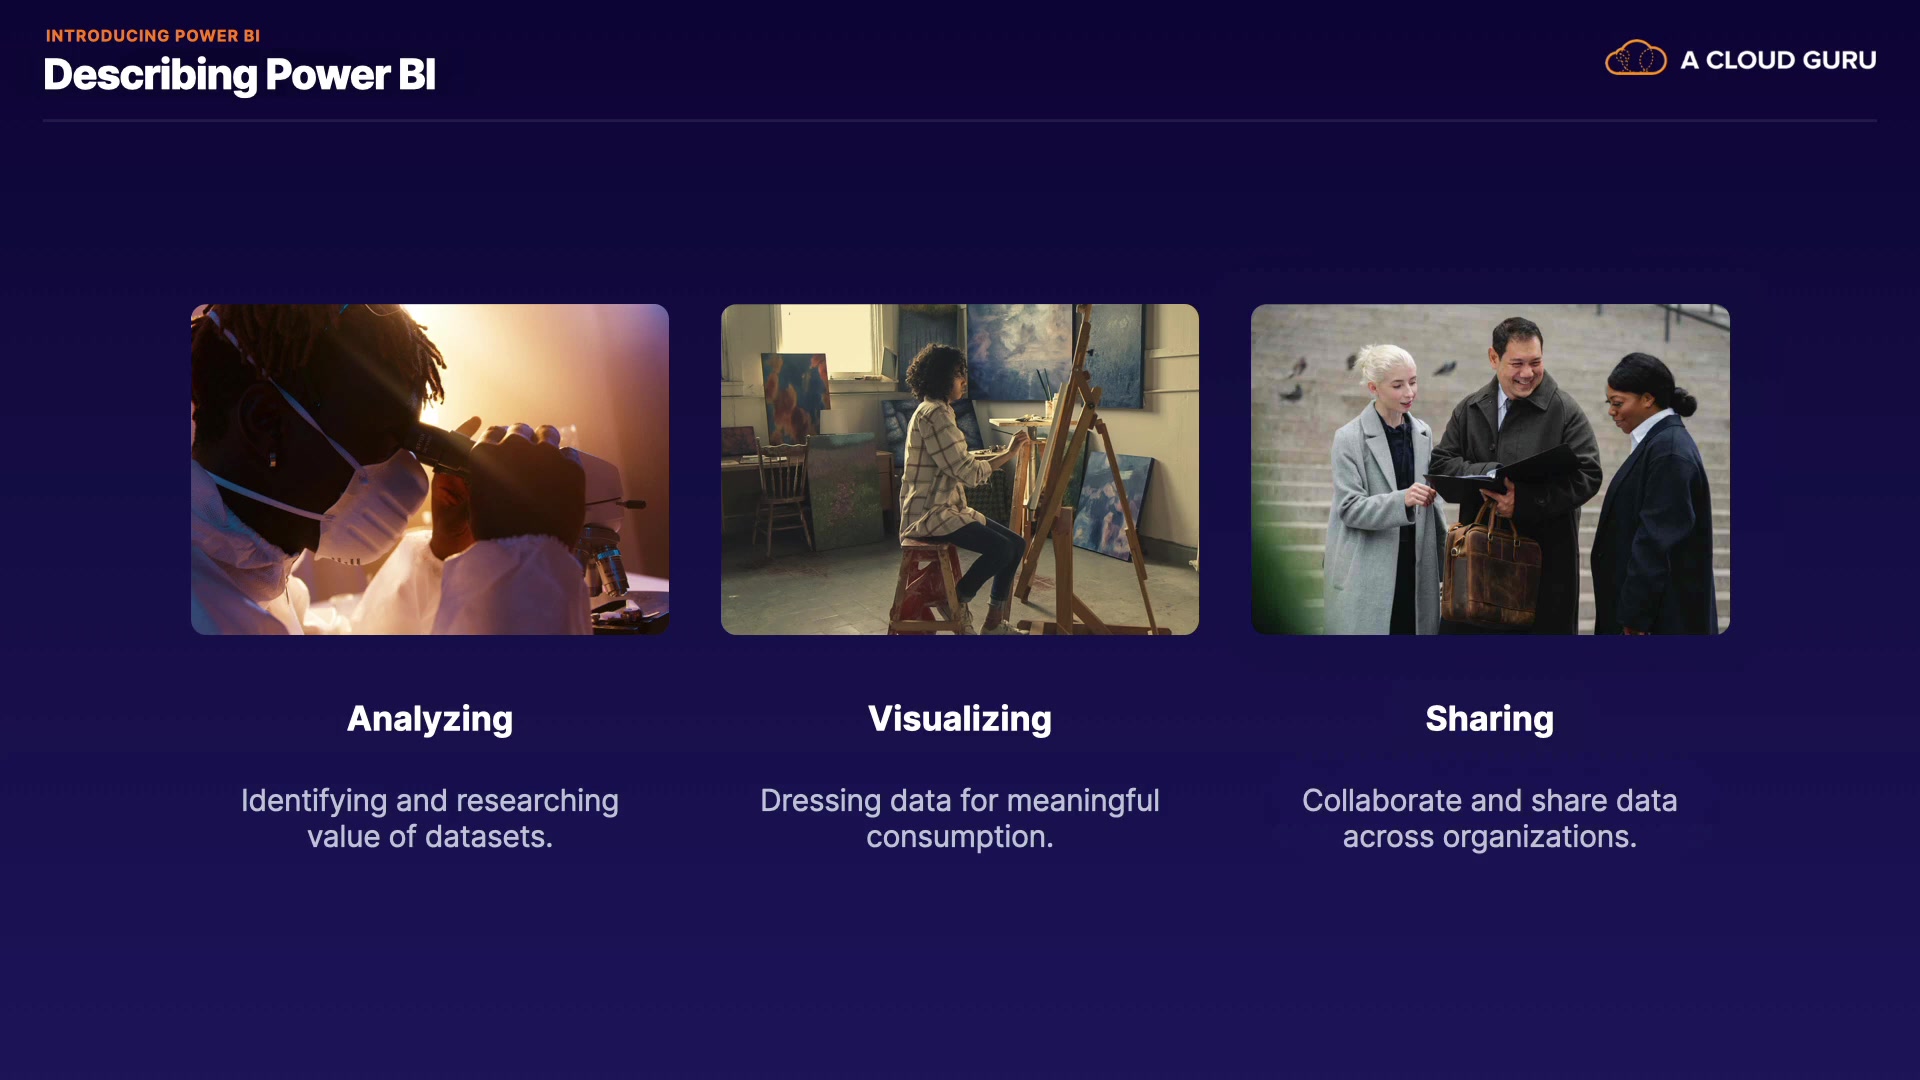 INTRODUCING POWER BI
Describing Power BI
A CLOUD GURU
Analyzing
Identifying and researching
value of datasets.
Visualizing
Dressing data for meaningful
consumption.
Sharing
Collaborate and share data
across organizations.